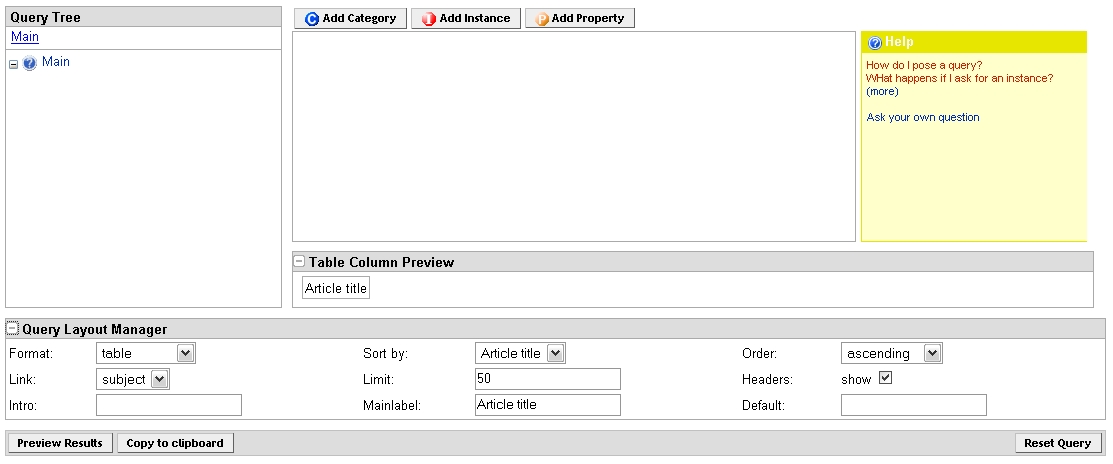 Query Tree
Main
Main
Add Category
Add Instance
Add Property
Help
How do I pose a query?
WHat happens if I ask for an instance?
(more)
Ask your own question
Table Column Preview
Article title
Query Layout Manager
Format: table Sort by: Article title Order: ascending
Link: subject Limit: 50 Headers: show
Intro: Mainlabel: Article title Default:
Preview Results Copy to clipboard Reset Query